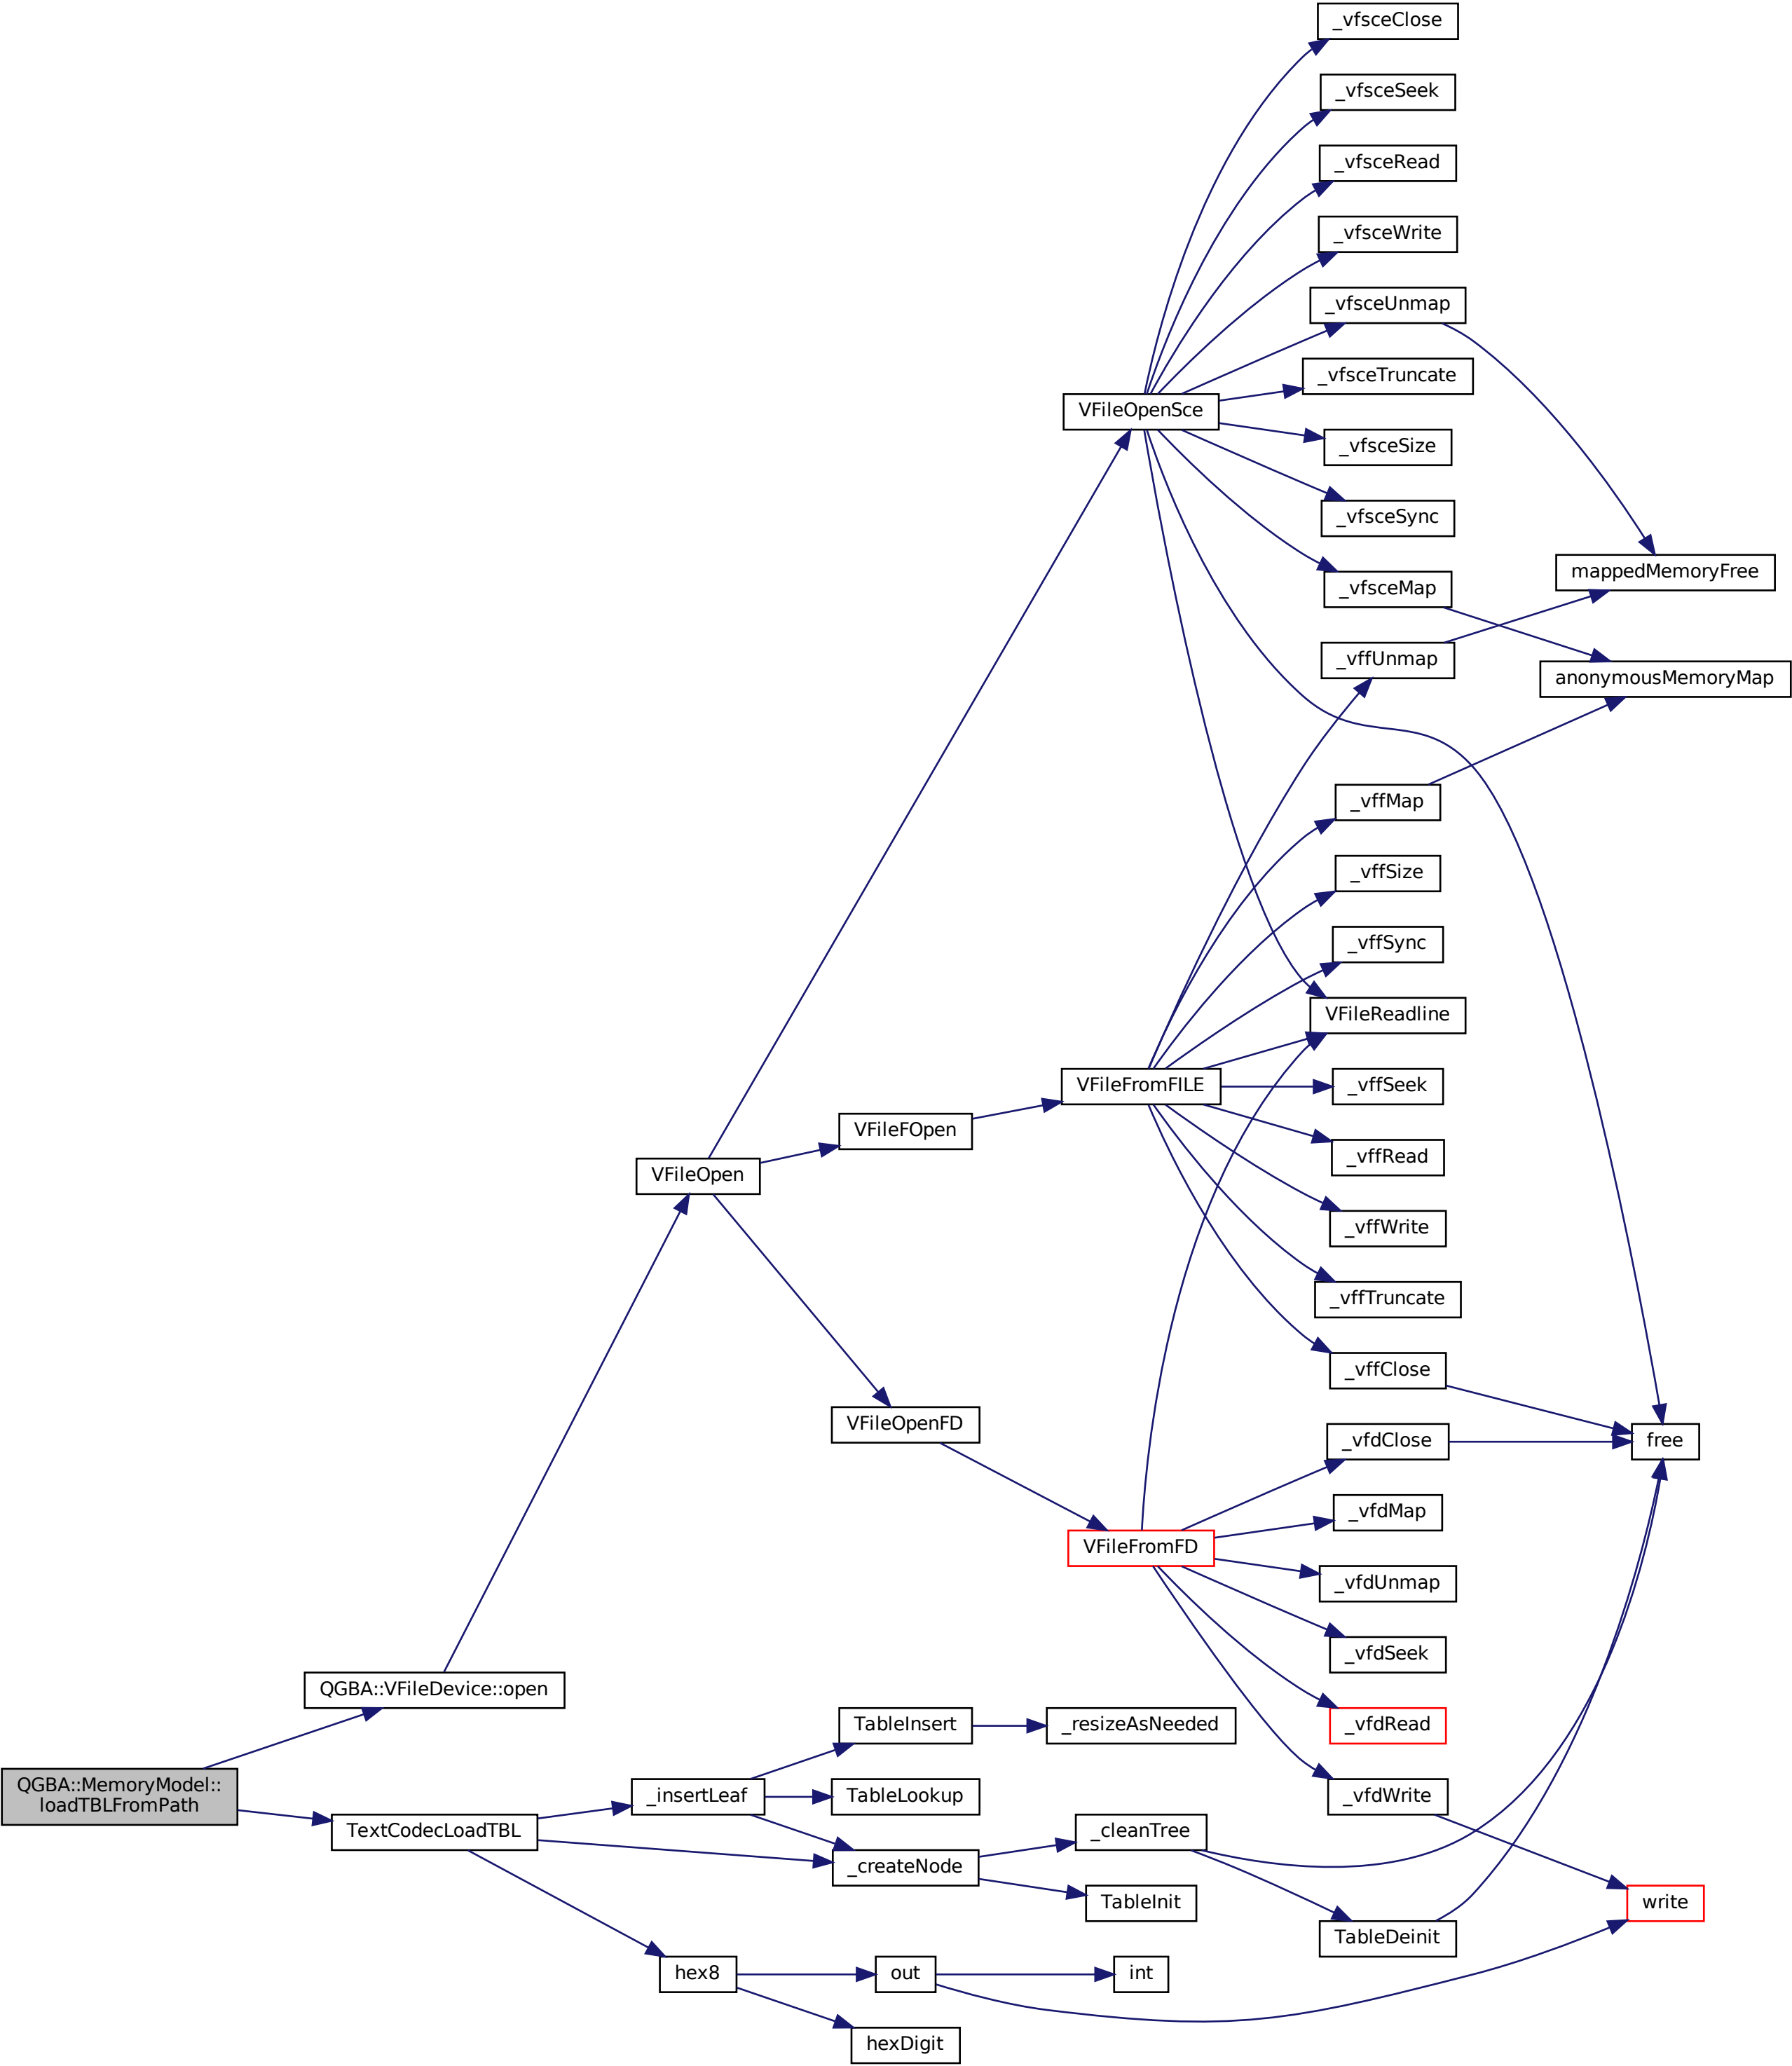 _vfsceClose
_vfsceSeek
_vfsceRead
_vfsceWrite
_vfsceUnmap
_vfsceTruncate
VFileOpenSce
_vfsceSize
_vfsceSync
mappedMemoryFree
_vfsceMap
_vffUnmap
anonymousMemoryMap
_vffMap
_vffSize
_vffSync
VFileReadline
VFileFromFILE
_vffSeek
VFileFOpen
_vffRead
VFileOpen
_vffWrite
_vffTruncate
_vffClose
VFileOpenFD
_vfdClose
free
_vfdMap
VFileFromFD
_vfdUnmap
_vfdSeek
QGBA::VFileDevice::open
TableInsert
_resizeAsNeeded
_vfdRead
QGBA::MemoryModel::
loadTBLFromPath
_insertLeaf
TableLookup
_vfdWrite
TextCodecLoadTBL
_cleanTree
_createNode
TableInit
write
TableDeinit
hex8
out
int
hexDigit